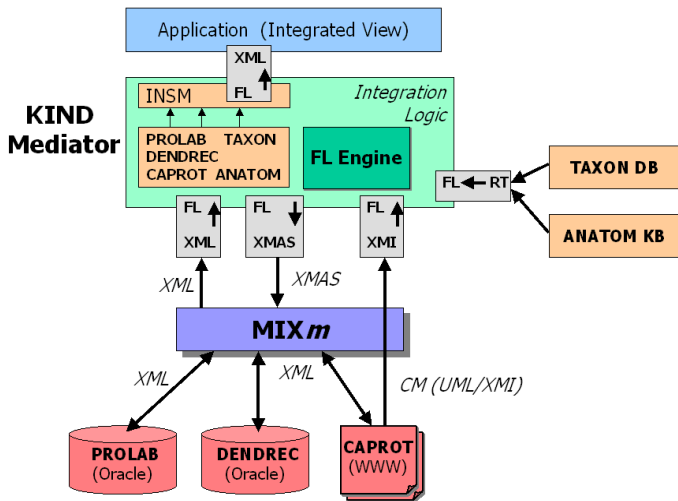 Application (Integrated View)
XML
FL
INSM
Integration
Logic
KIND
Mediator
PROLAB TAXON
DENDREC
CAPROT ANATOM
FL Engine
FL RT
TAXON DB
ANATOM KB
FL
XML
FL
XMAS
FL
XMI
XML
XMAS
MIXm
XML
XML
CM (UML/XMI)
PROLAB
(Oracle)
DENDREC
(Oracle)
CAPROT
(WWW)